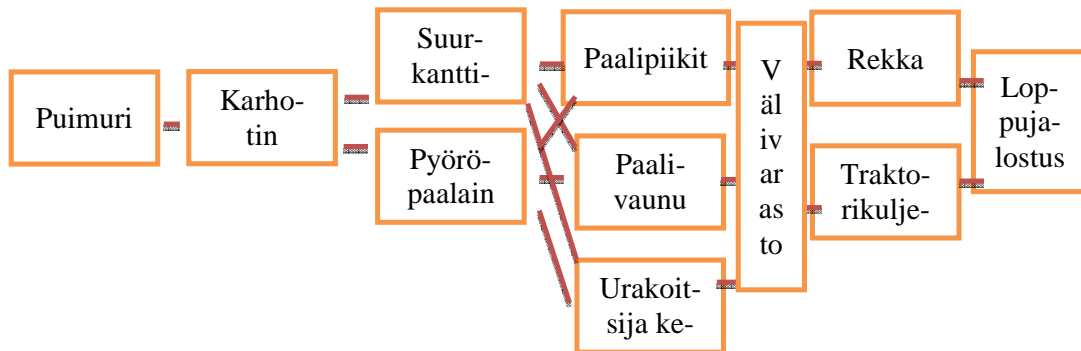 Puimuri
Karho-
tin
Suur-
kantti-
Pyörö-
paalain
Paalipiikit
Paali-
vaunu
Urakoit-
sija ke-
V
äl
iv
ar
as
to
Rekka
Trakto-
rikulje-
Lop-
puja-
lostus